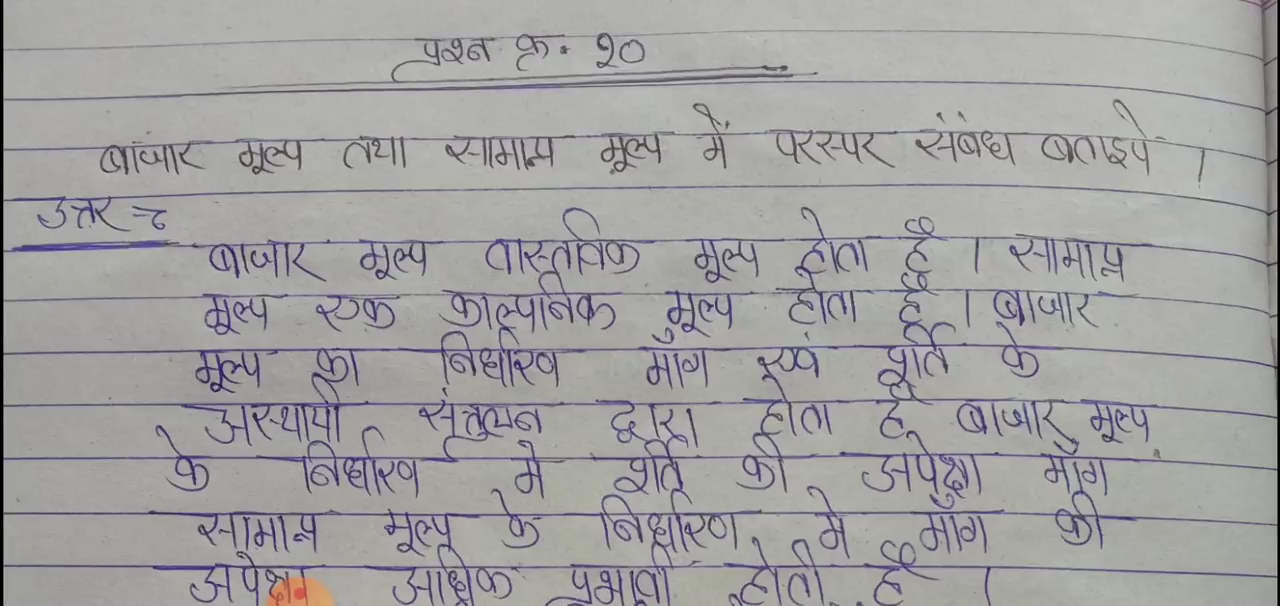 प्रश्न क्र. २०
बाजार मूल्य तथा सामान्य मूल्य में परस्पर संबंध बताइये ।
उत्तर =
बाजार मूल्य वास्तविक मूल्य होता है । सामान्य
मूल्य एक काल्पनिक मूल्य होता है । बाजार
मूल्य का निर्धारण माँग एवं पूर्ति के
अस्थायी संतुलन द्वारा होता है बाजार मूल्य
के निर्धारण मे पूर्ति की अपेक्षा माँग
सामान्य मूल्य के निर्धारण मे माँग की
अपेक्षा अधिक प्रभावी होती है ।